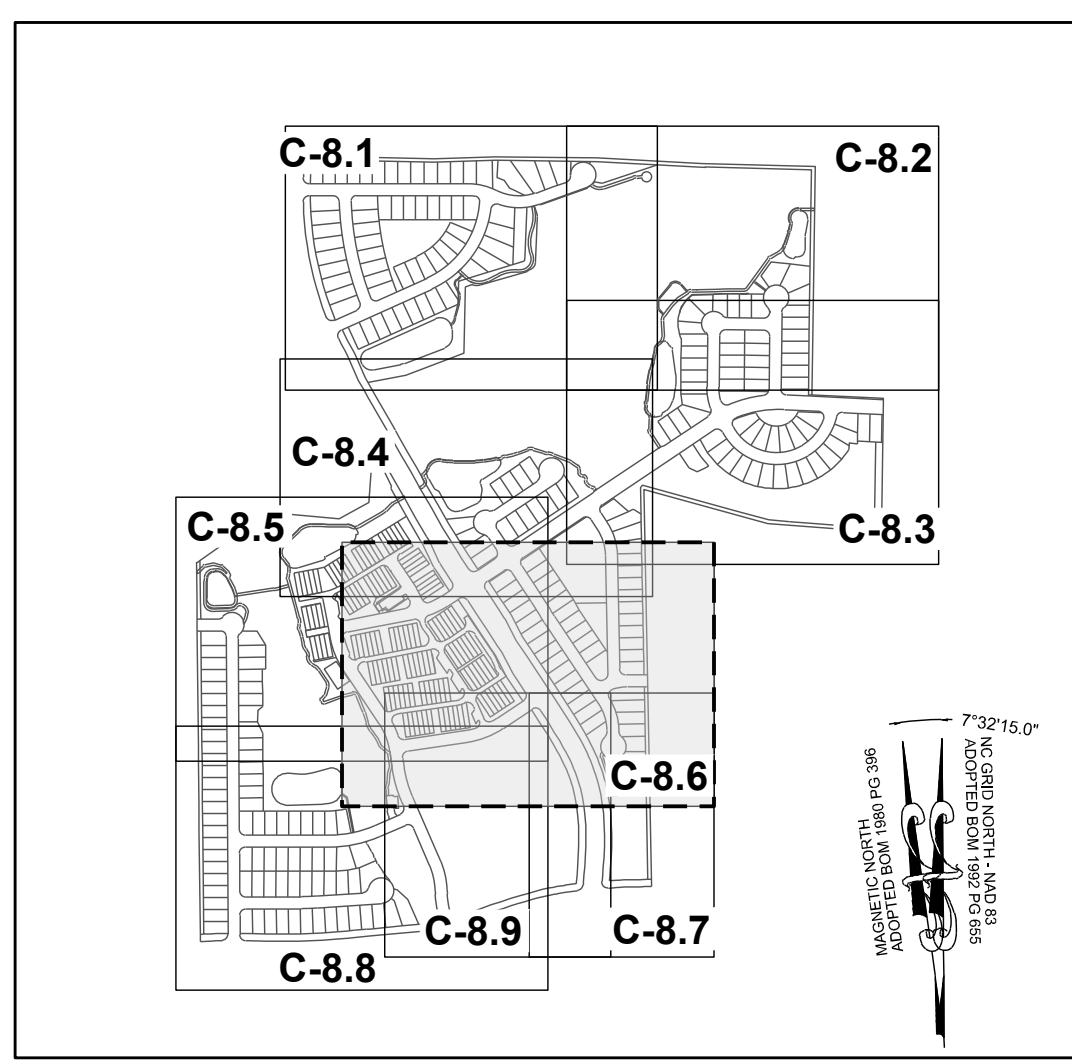 C-8.1
C-8.2
C-8.4
C-8.5
C-8.3
7°32'15.0"
MAGNETIC NORTH
ADOPTED BOM 1980 PG 396
NC GRID NORTH - NAD 83
ADOPTED BOM 1992 PG 655
C-8.6
C-8.9
C-8.7
C-8.8